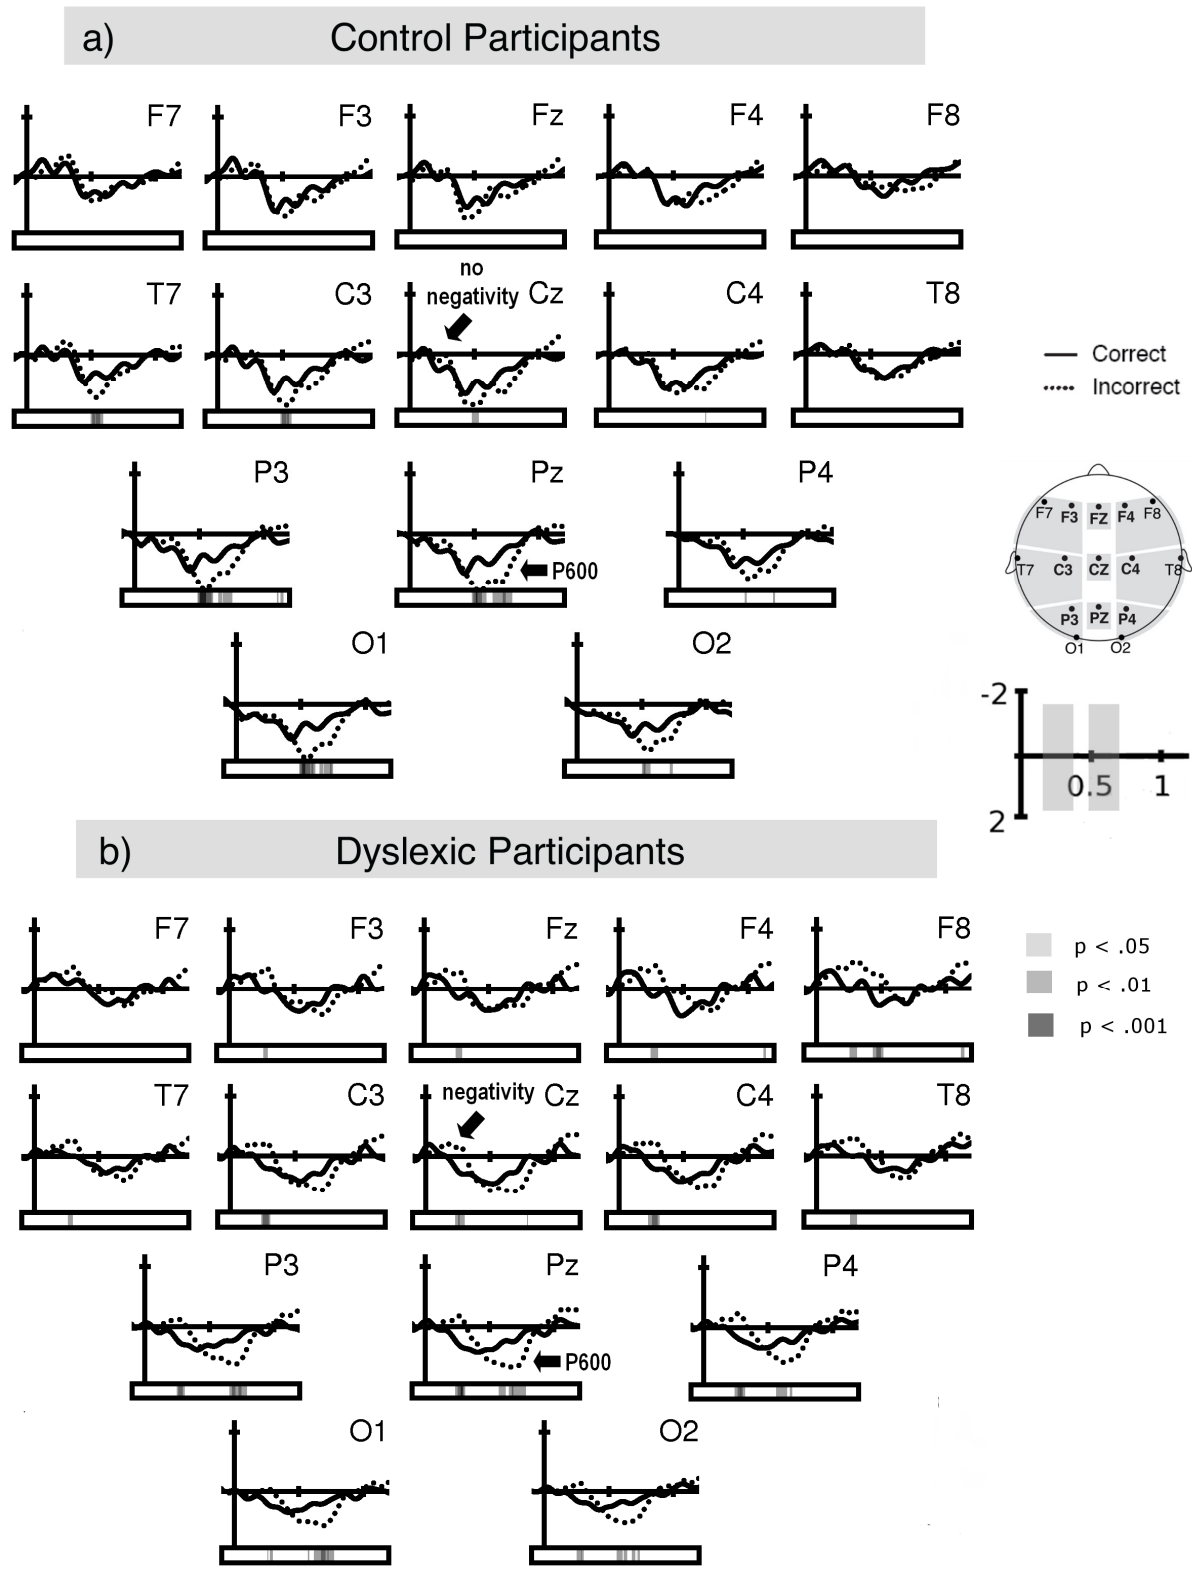 a) Control Participants
F7 F3 Fz F4 F8
no
negativity
T7 C3 Cz C4 T8
Correct
Incorrect
P3 Pz P4
P600
F7 F3 FZ F4 F8
T7 C3 CZ C4 T8
P3 PZ P4
O1 O2
O1 O2
-2
0.5 1
2
b) Dyslexic Participants
F7 F3 Fz F4 F8
p < .05
p < .01
p < .001
negativity
T7 C3 Cz C4 T8
P3 Pz P4
P600
O1 O2